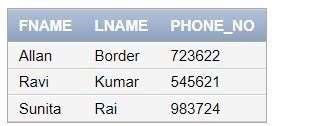 FNAME LNAME PHONE_NO
Allan Border 723622
Ravi Kumar 545621
Sunita Rai 983724